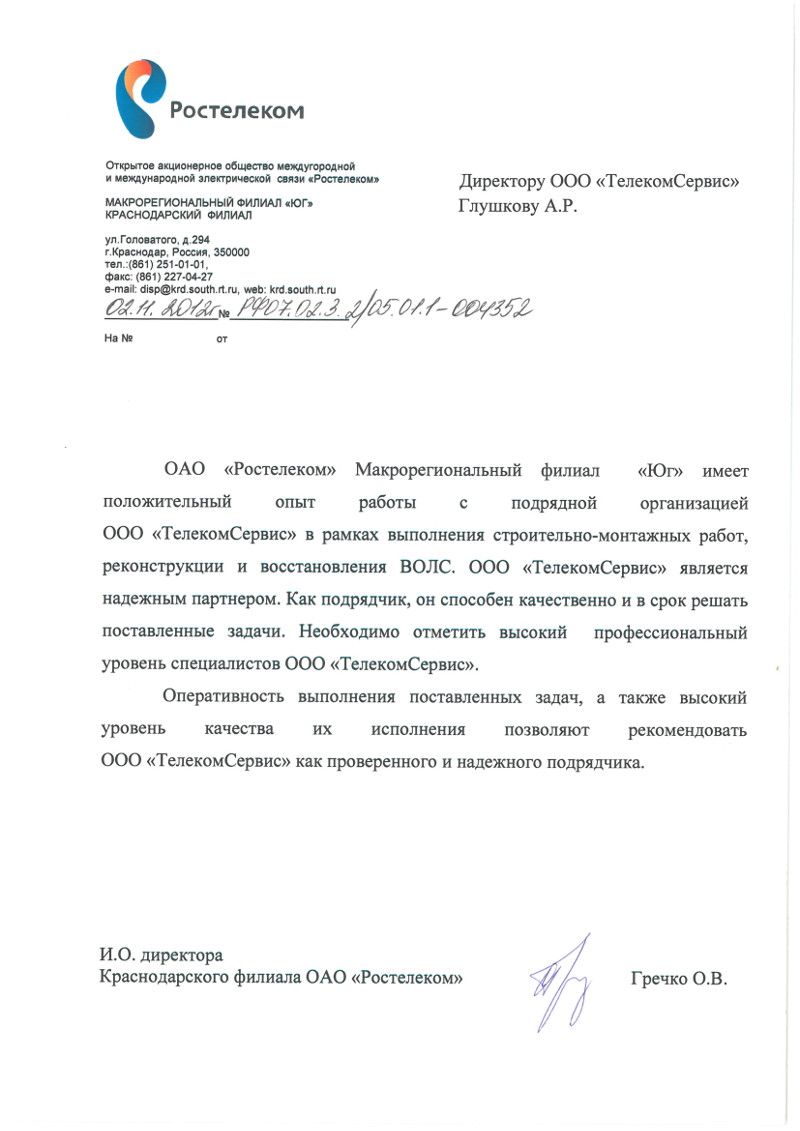 Ростелеком
Открытое акционерное общество междугородной
и международной электрической связи «Ростелеком»
МАКРОРЕГИОНАЛЬНЫЙ ФИЛИАЛ «ЮГ»
КРАСНОДАРСКИЙ ФИЛИАЛ
ул.Головатого, д.294
г.Краснодар, Россия, 350000
тел.:(861) 251-01-01,
факс: (861) 227-04-27
e-mail: disp@krd.south.rt.ru, web: krd.south.rt.ru
02.11.2012г № РФ07.02.3.2/05.01.1-004352
На № от
Директору ООО «ТелекомСервис»
Глушкову А.Р.
ОАО «Ростелеком» Макрорегиональный филиал «Юг» имеет
положительный опыт работы с подрядной организацией
ООО «ТелекомСервис» в рамках выполнения строительно-монтажных работ,
реконструкции и восстановления ВОЛС. ООО «ТелекомСервис» является
надежным партнером. Как подрядчик, он способен качественно и в срок решать
поставленные задачи. Необходимо отметить высокий профессиональный
уровень специалистов ООО «ТелекомСервис».
Оперативность выполнения поставленных задач, а также высокий
уровень качества их исполнения позволяют рекомендовать
ООО «ТелекомСервис» как проверенного и надежного подрядчика.
И.О. директора
Краснодарского филиала ОАО «Ростелеком» Гречко О.В.